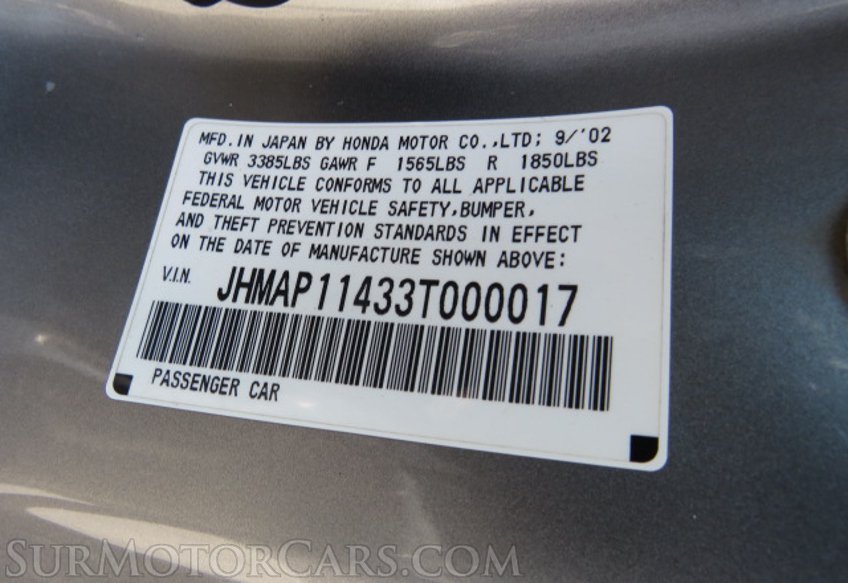 MFD. IN JAPAN BY HONDA MOTOR CO.,LTD; 9/'02
GVWR 3385LBS GAWR F 1565LBS R 1850LBS
THIS VEHICLE CONFORMS TO ALL APPLICABLE
FEDERAL MOTOR VEHICLE SAFETY,BUMPER,
AND THEFT PREVENTION STANDARDS IN EFFECT
ON THE DATE OF MANUFACTURE SHOWN ABOVE:
V.I.N. JHMAP11433T000017
PASSENGER CAR
SURMOTORCARS.COM